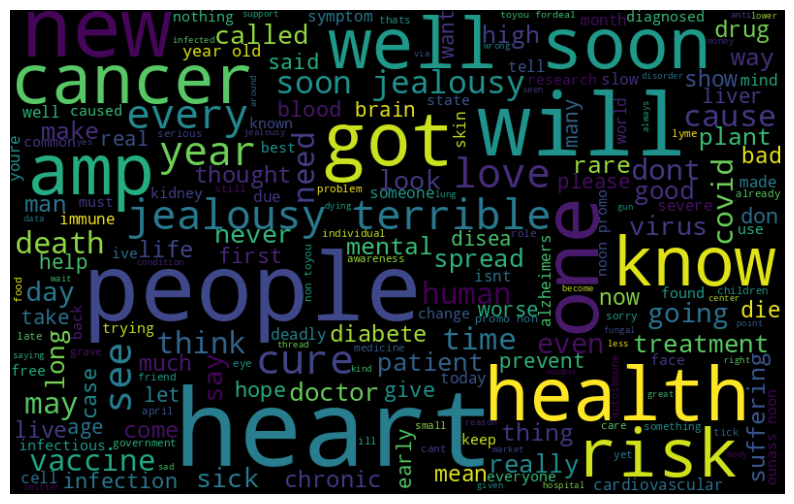 nothing
infected
support
thats
symptom
toyou fordeal
diagnosed
anti
lower
new
year old
called
well
soon
want
high
month
drug
via
wrong
money
said
tell
research
slow
disorder
way
cancer
soon jealousy
show
mind
every
around
blood
brain
state
seen
liver
well
caused
known
skin
many
world
always
cause
make
real
best
will
lyme
youre
common
yes
serious
jealousy
got
year
need
rare
dont
plant
amp
thought
look
love
please
bad
kidney
due
someone
lung
good
made
man
immune
must
still
problem
dying
severe
already
covid
jealousy terrible
gun
don
use
data
individual
role
virus
death
ive
life
never
mental
disea
one
noon promo
help
first
spread
isnt
know
condition
awareness
day
people
non toyou
human
alzheimers
now
found
children
food
wait
change
promo non
worse
become
center
going
die
take
back
trying
deadly
diabete
time
sorry
fungal
point
late
long
see
think
thread
medicine
even
less
treatment
saying
grave
cure
patient
prevent
face
right
free
much
eye
kind
number
autoimmune
suffering
may
case
friend
say
hope
doctor
give
today
health
great
let
heart
thing
care
something
live
age
come
small
april
early
keep
reason
tick
ounass noon
infectious
government
ill
cant
market
really
risk
yet
body
vaccine
sad
sick
chronic
mean
everyone
cardiovascular
cell
infection
given
hospital
suffer